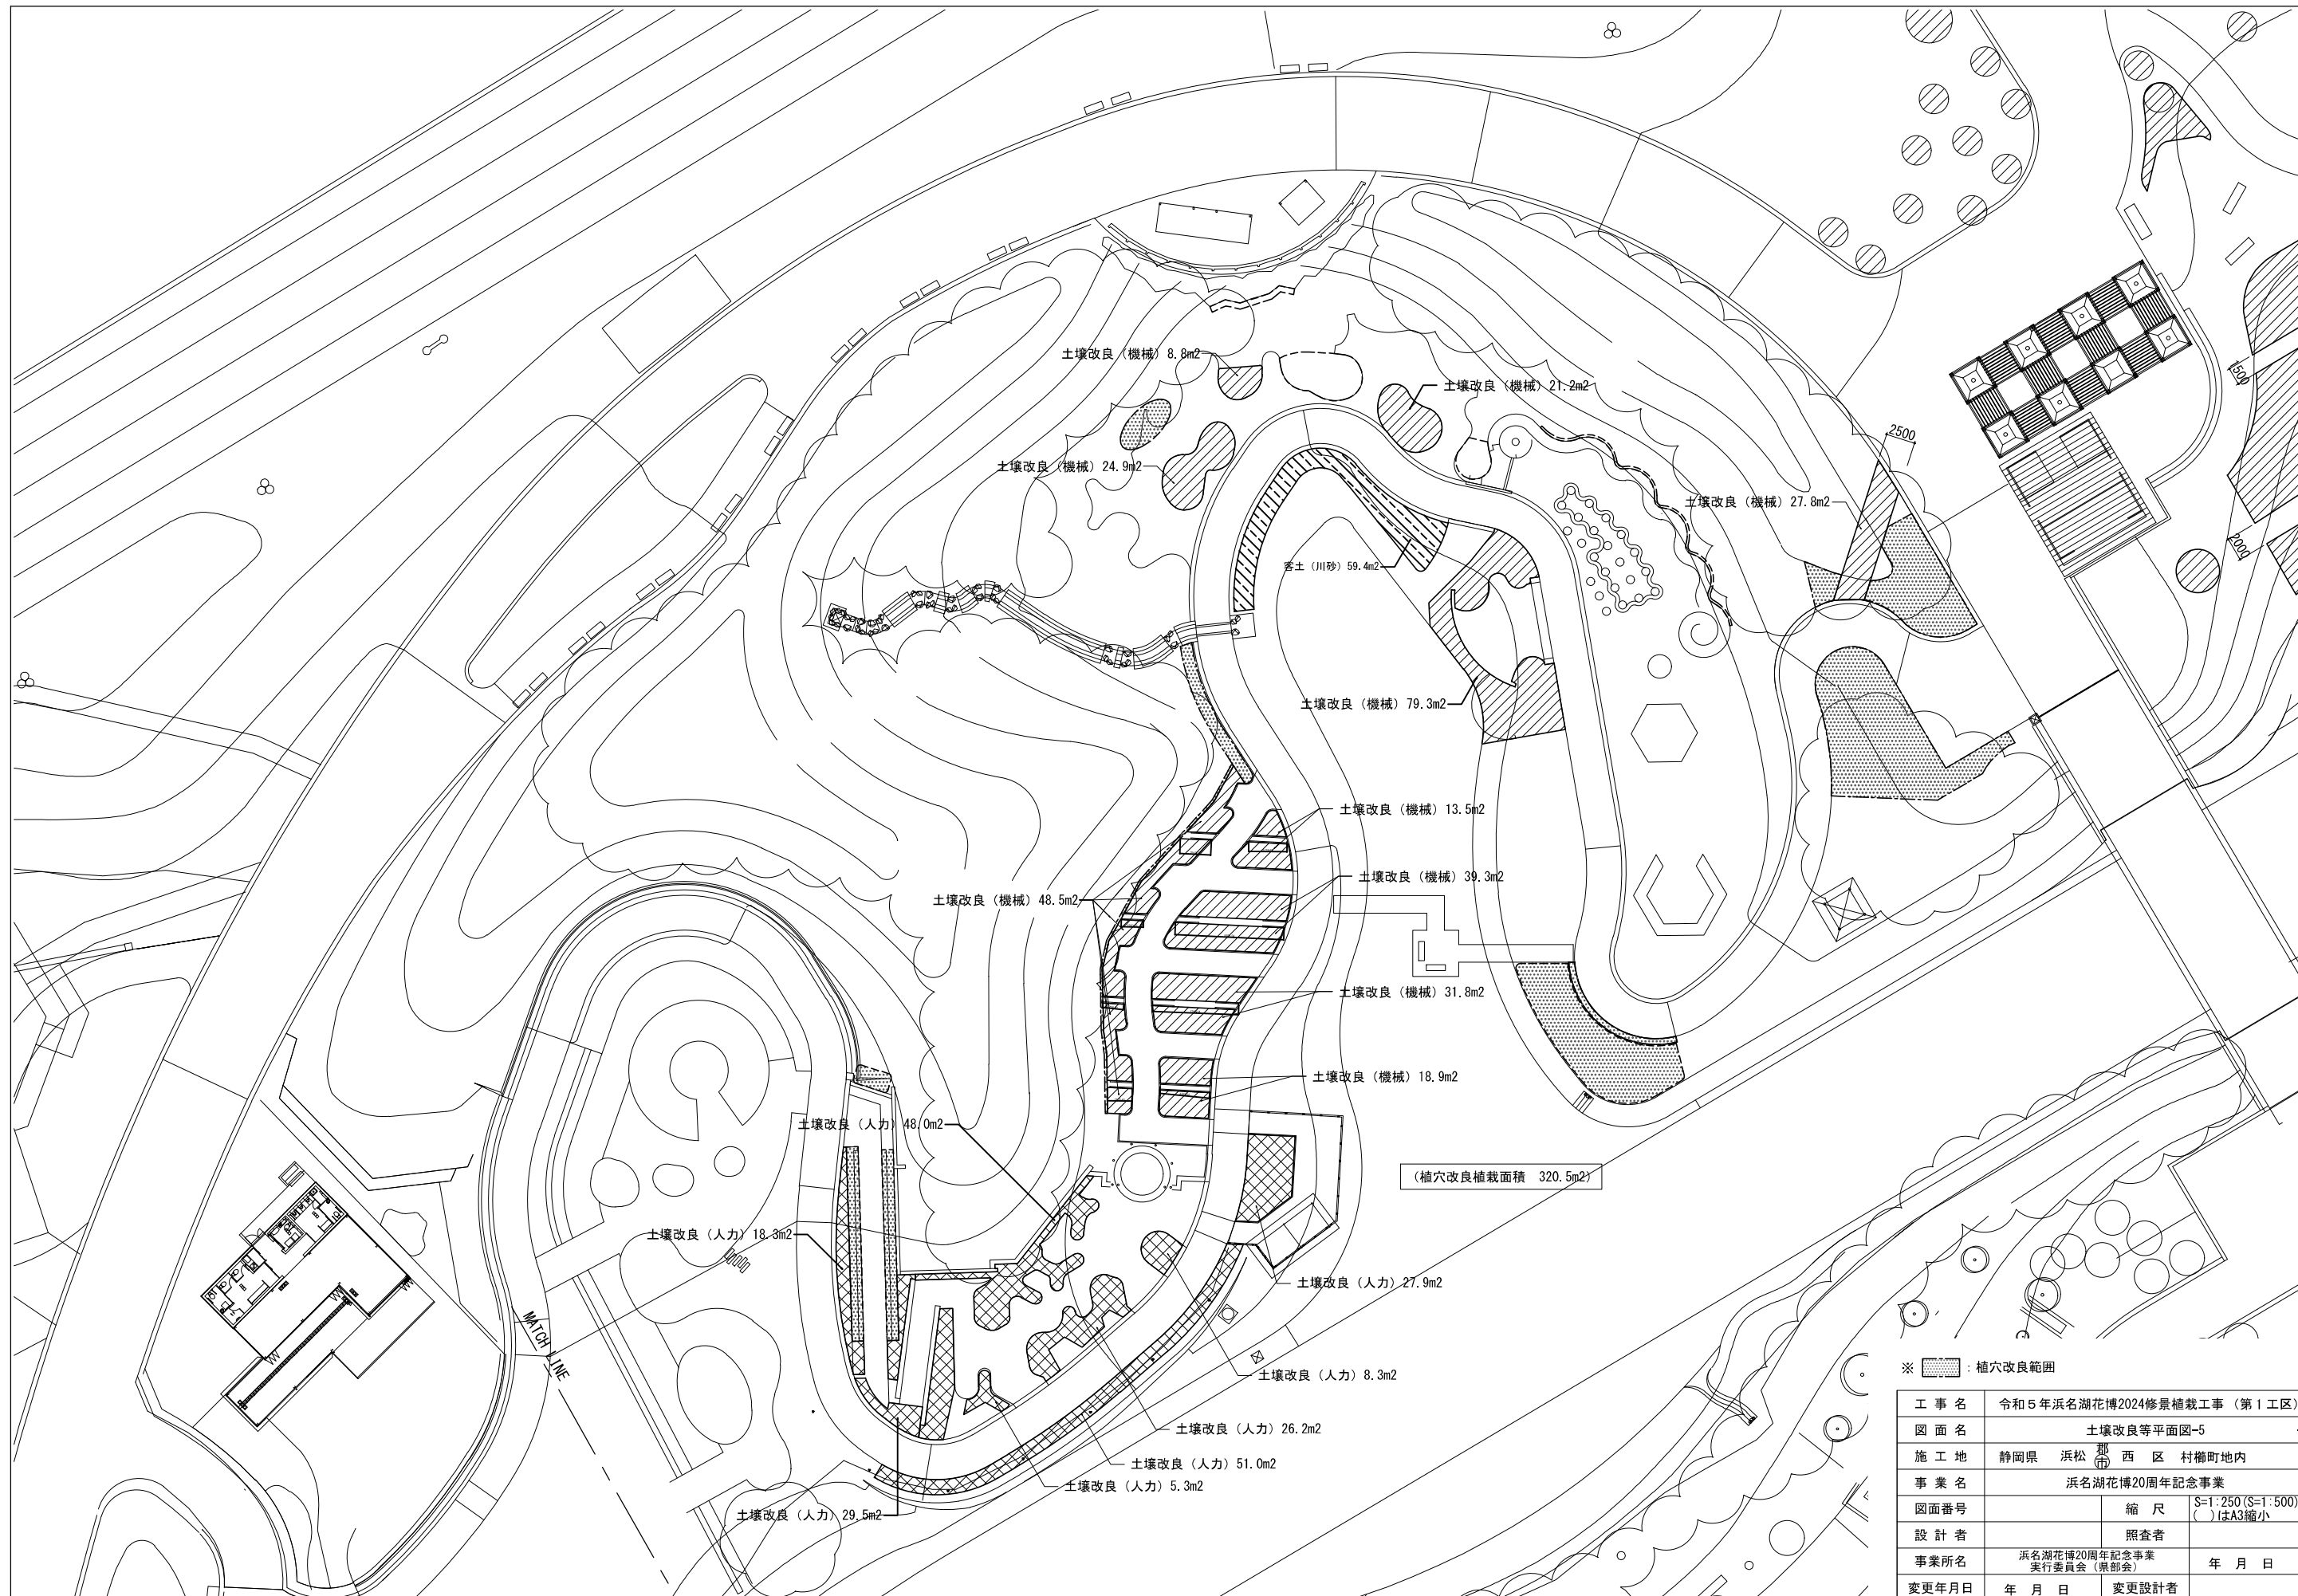 土壌改良（機械）8.8m2
土壌改良（機械）21.2m2
2500
1500
土壌改良（機械）24.9m2
土壌改良（機械）27.8m2
2000
客土（川砂）59.4m2
土壌改良（機械）79.3m2
土壌改良（機械）13.5m2
土壌改良（機械）39.3m2
土壌改良（機械）48.5m2
土壌改良（機械）31.8m2
土壌改良（機械）18.9m2
土壌改良（人力）48.0m2
（植穴改良植栽面積　320.5m2）
土壌改良（人力）18.3m2
土壌改良（人力）27.9m2
MATCH LINE
土壌改良（人力）8.3m2
土壌改良（人力）26.2m2
土壌改良（人力）51.0m2
土壌改良（人力）5.3m2
土壌改良（人力）29.5m2
※　：植穴改良範囲
工 事 名　令和５年浜名湖花博2024修景植栽工事（第１工区）
図 面 名　土壌改良等平面図-5
施 工 地　静岡県　浜松　郡 市　西　区　村櫛町地内
事 業 名　浜名湖花博20周年記念事業
図面番号　縮　尺　S=1:250(S=1:500)
(　)はA3縮小
設 計 者　照査者
事業所名　浜名湖花博20周年記念事業
実行委員会（県部会）　年　月　日
変更年月日　年　月　日　変更設計者